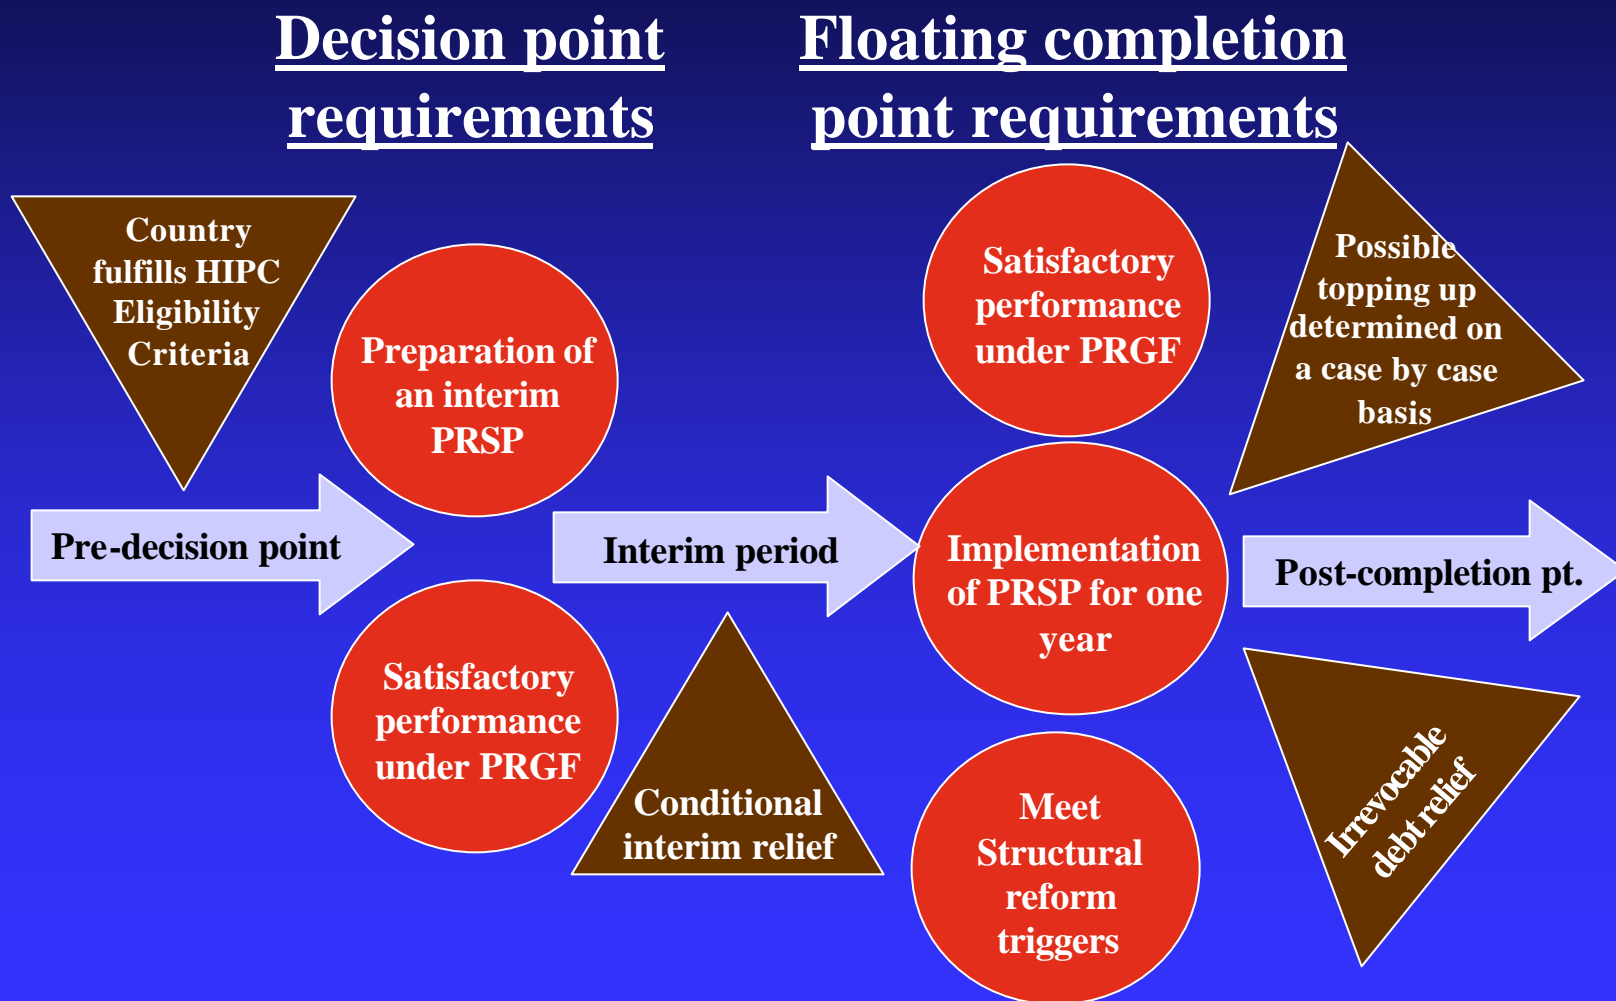 Decision point
requirements
Floating completion
point requirements
Country
fulfills HIPC
Eligibility
Criteria
Preparation of
an interim
PRSP
Satisfactory
performance
under PRGF
Possible
topping up
determined on
a case by case
basis
Pre-decision point
Interim period
Implementation
of PRSP for one
year
Post-completion pt.
Satisfactory
performance
under PRGF
Conditional
interim relief
Meet
Structural
reform
triggers
Irrevocable
debt relief